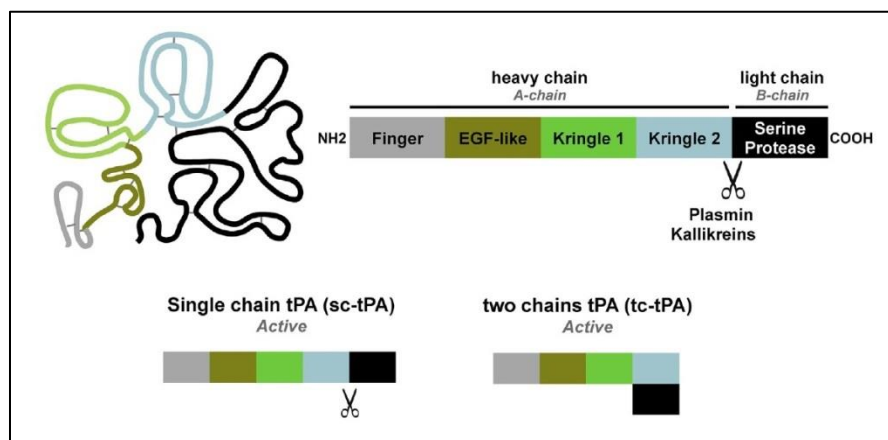 heavy chain
A-chain
light chain
B-chain
NH2 Finger EGF-like Kringle 1 Kringle 2 Serine Protease COOH
Plasmin
Kallikreins
Single chain tPA (sc-tPA)
Active
two chains tPA (tc-tPA)
Active